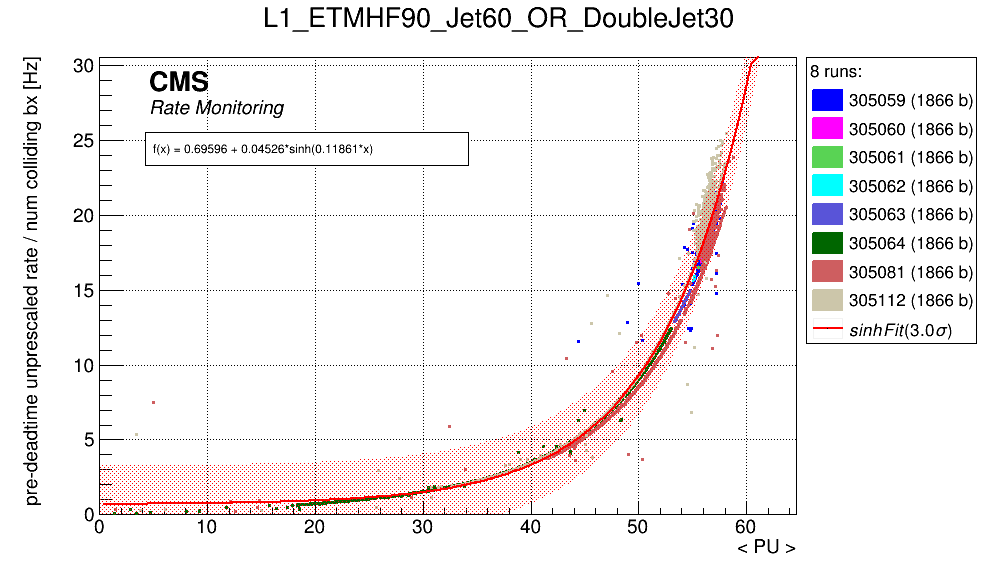 L1_ETMHF90_Jet60_OR_DoubleJet30
pre-deadtime unprescaled rate / num colliding bx [Hz]
CMS
Rate Monitoring
f(x) = 0.69596 + 0.04526*sinh(0.11861*x)
30
25
20
15
10
5
0
0 10 20 30 40 50 60
< PU >
8 runs:
305059 (1866 b)
305060 (1866 b)
305061 (1866 b)
305062 (1866 b)
305063 (1866 b)
305064 (1866 b)
305081 (1866 b)
305112 (1866 b)
sinhFit(3.0σ)